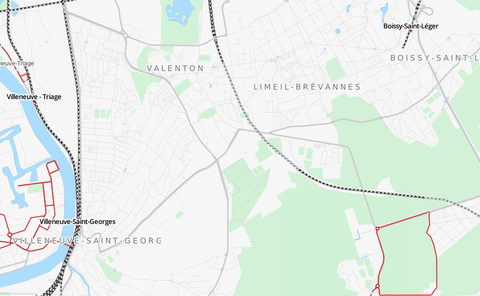 Boissy-Saint-Léger
BOISSY-SAINT-L
neuve-Triage
VALENTON
LIMEIL-BRÉVANNES
Villeneuve - Triage
Villeneuve-Saint-Georges
VILLENEUVE-SAINT-GEORG